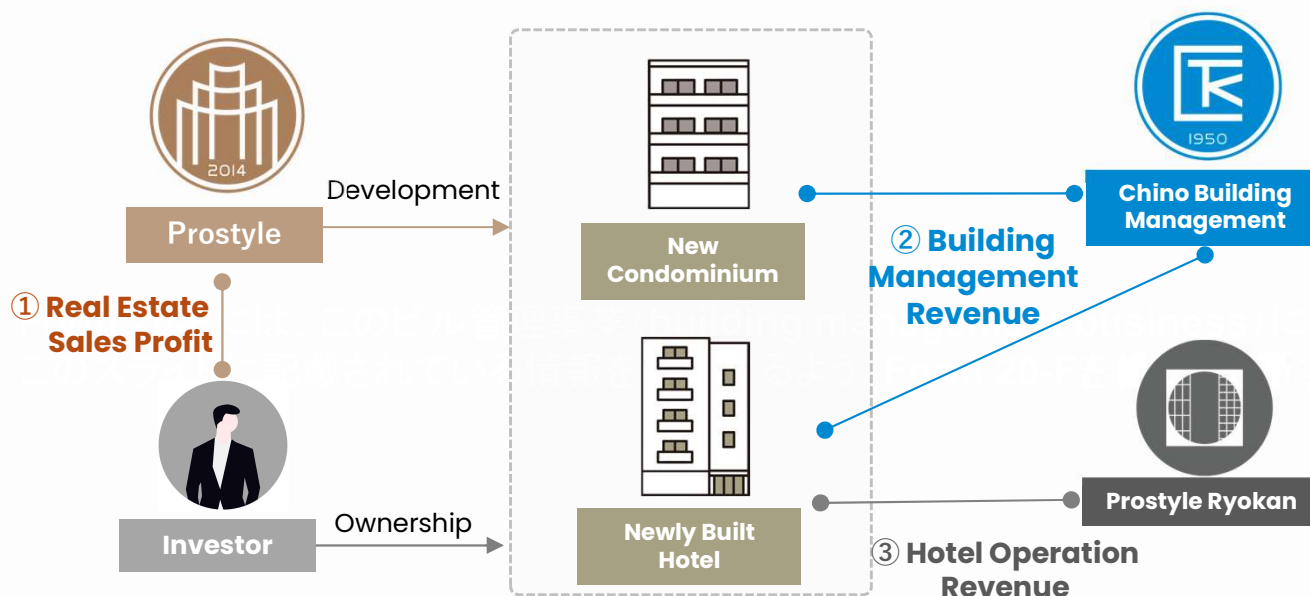 2014
Prostyle
Development
① Real Estate
Sales Profit
Investor
Ownership
New
Condominium
Newly Built
Hotel
1950
Chino Building
Management
② Building
Management
Revenue
Prostyle Ryokan
③ Hotel Operation
Revenue